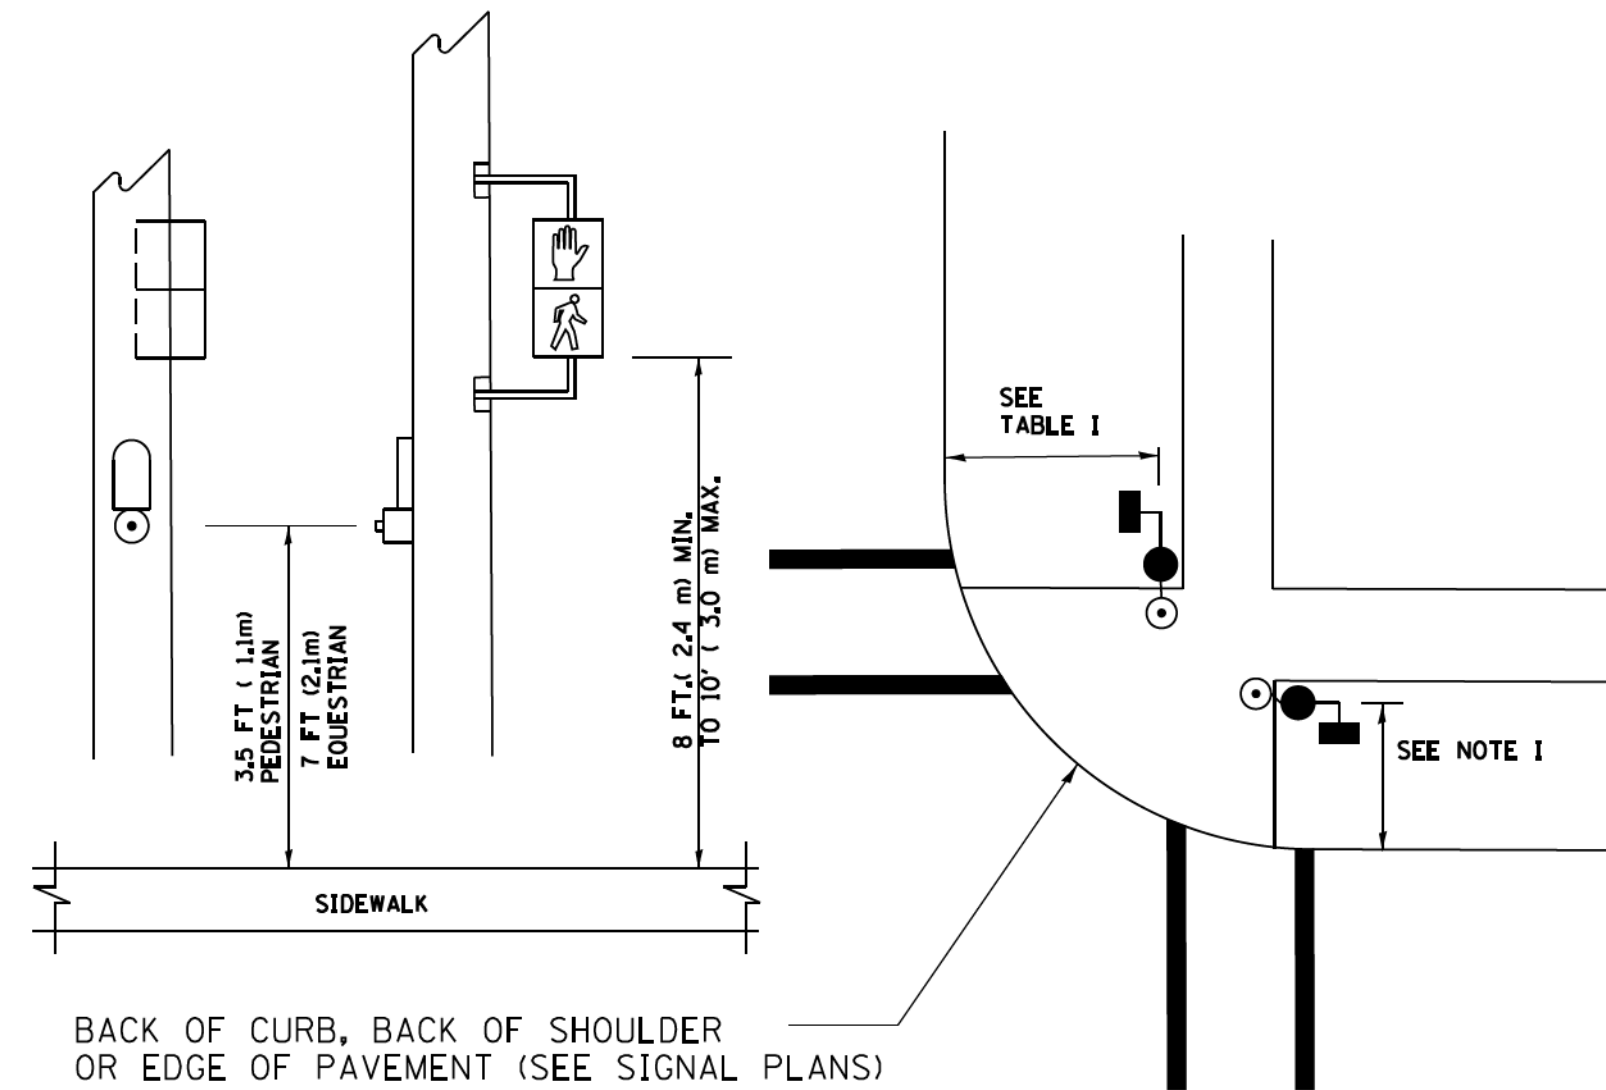 SEE
TABLE I
3.5 FT ( 1.1m)
PEDESTRIAN
7 FT (2.1m)
EQUESTRIAN
8 FT.( 2.4 m) MIN.
TO 10' ( 3.0 m) MAX.
SEE NOTE I
SIDEWALK
BACK OF CURB, BACK OF SHOULDER
OR EDGE OF PAVEMENT (SEE SIGNAL PLANS)